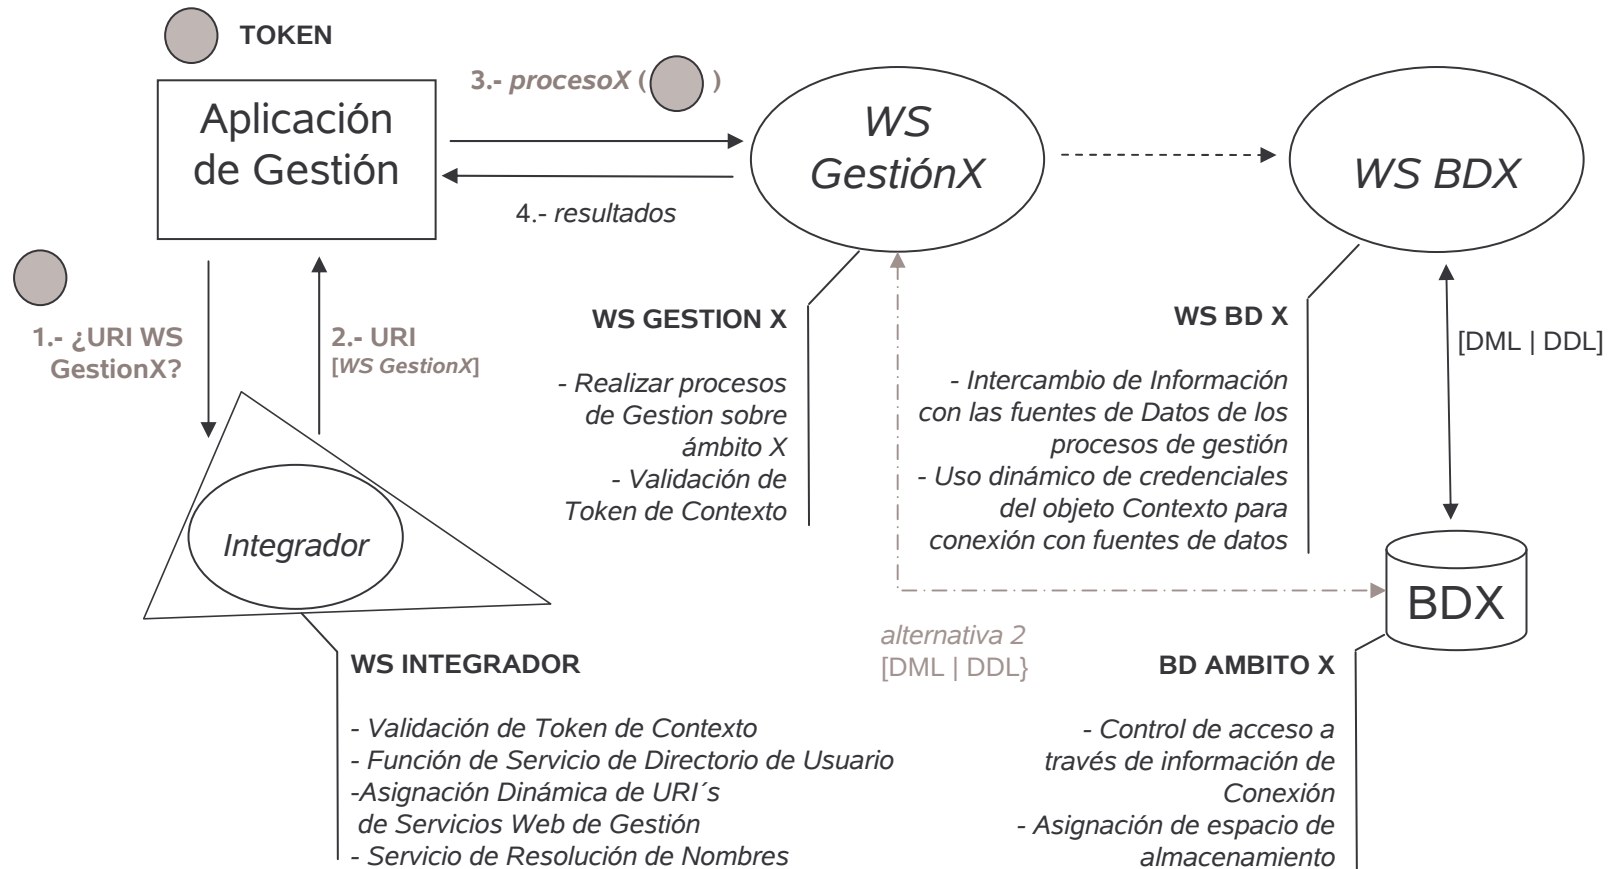 TOKEN
3.- procesoX ( )
Aplicación
de Gestión
WS
GestiónX
WS BDX
4.- resultados
1.- ¿URI WS
GestionX?
2.- URI
[WS GestionX]
WS GESTION X
- Realizar procesos
de Gestion sobre
ámbito X
- Validación de
Token de Contexto
WS BD X
- Intercambio de Información
con las fuentes de Datos de los
procesos de gestión
- Uso dinámico de credenciales
del objeto Contexto para
conexión con fuentes de datos
[DML | DDL]
Integrador
BDX
alternativa 2
[DML | DDL}
WS INTEGRADOR
- Validación de Token de Contexto
- Función de Servicio de Directorio de Usuario
-Asignación Dinámica de URI´s
de Servicios Web de Gestión
- Servicio de Resolución de Nombres
BD AMBITO X
- Control de acceso a
través de información de
Conexión
- Asignación de espacio de
almacenamiento